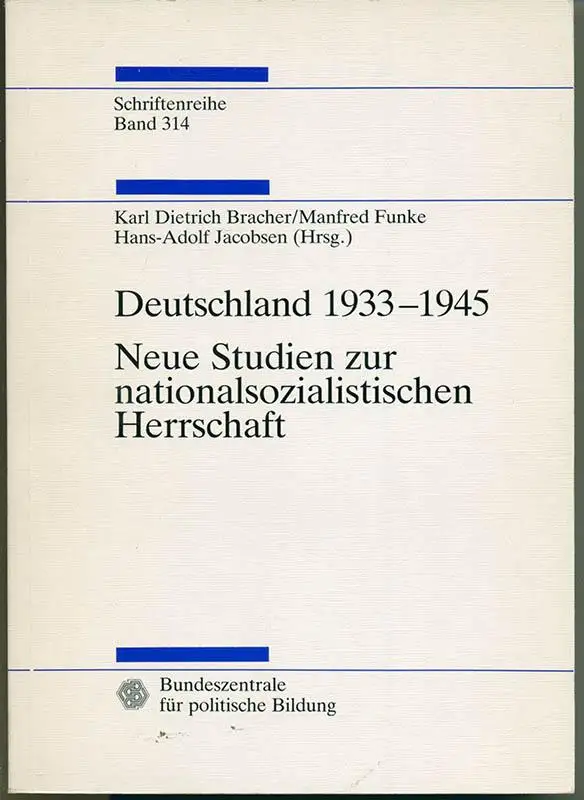 Schriftenreihe
Band 314
Karl Dietrich Bracher/Manfred Funke
Hans-Adolf Jacobsen (Hrsg.)
Deutschland 1933–1945
Neue Studien zur
nationalsozialistischen
Herrschaft
Bundeszentrale
für politische Bildung